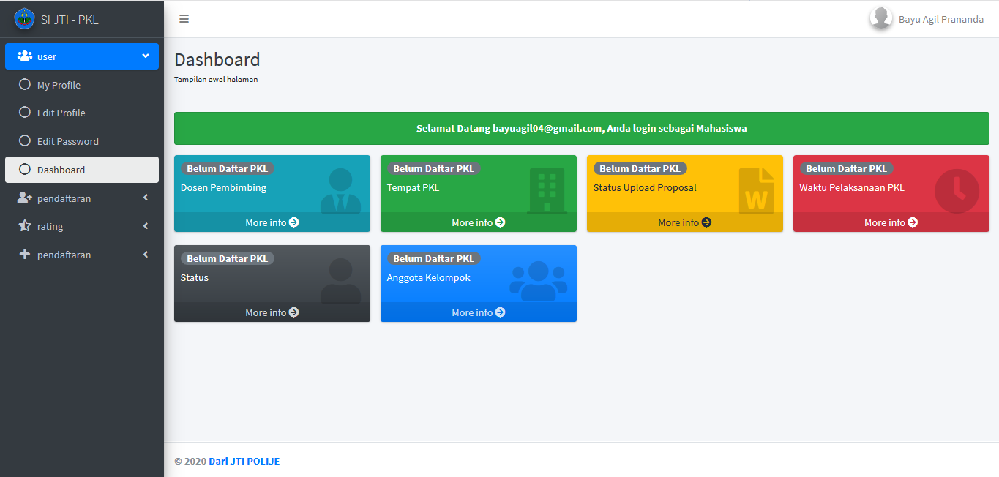 SI JTI - PKL
Bayu Agil Prananda
user
My Profile
Edit Profile
Edit Password
Dashboard
pendaftaran
rating
pendaftaran
Dashboard
Tampilan awal halaman
Selamat Datang bayuagil04@gmail.com, Anda login sebagai Mahasiswa
Belum Daftar PKL
Dosen Pembimbing
More info
Belum Daftar PKL
Tempat PKL
More info
Belum Daftar PKL
Status Upload Proposal
W
More info
Belum Daftar PKL
Waktu Pelaksanaan PKL
More info
Belum Daftar PKL
Status
More info
Belum Daftar PKL
Anggota Kelompok
More info
© 2020 Dari JTI POLIJE